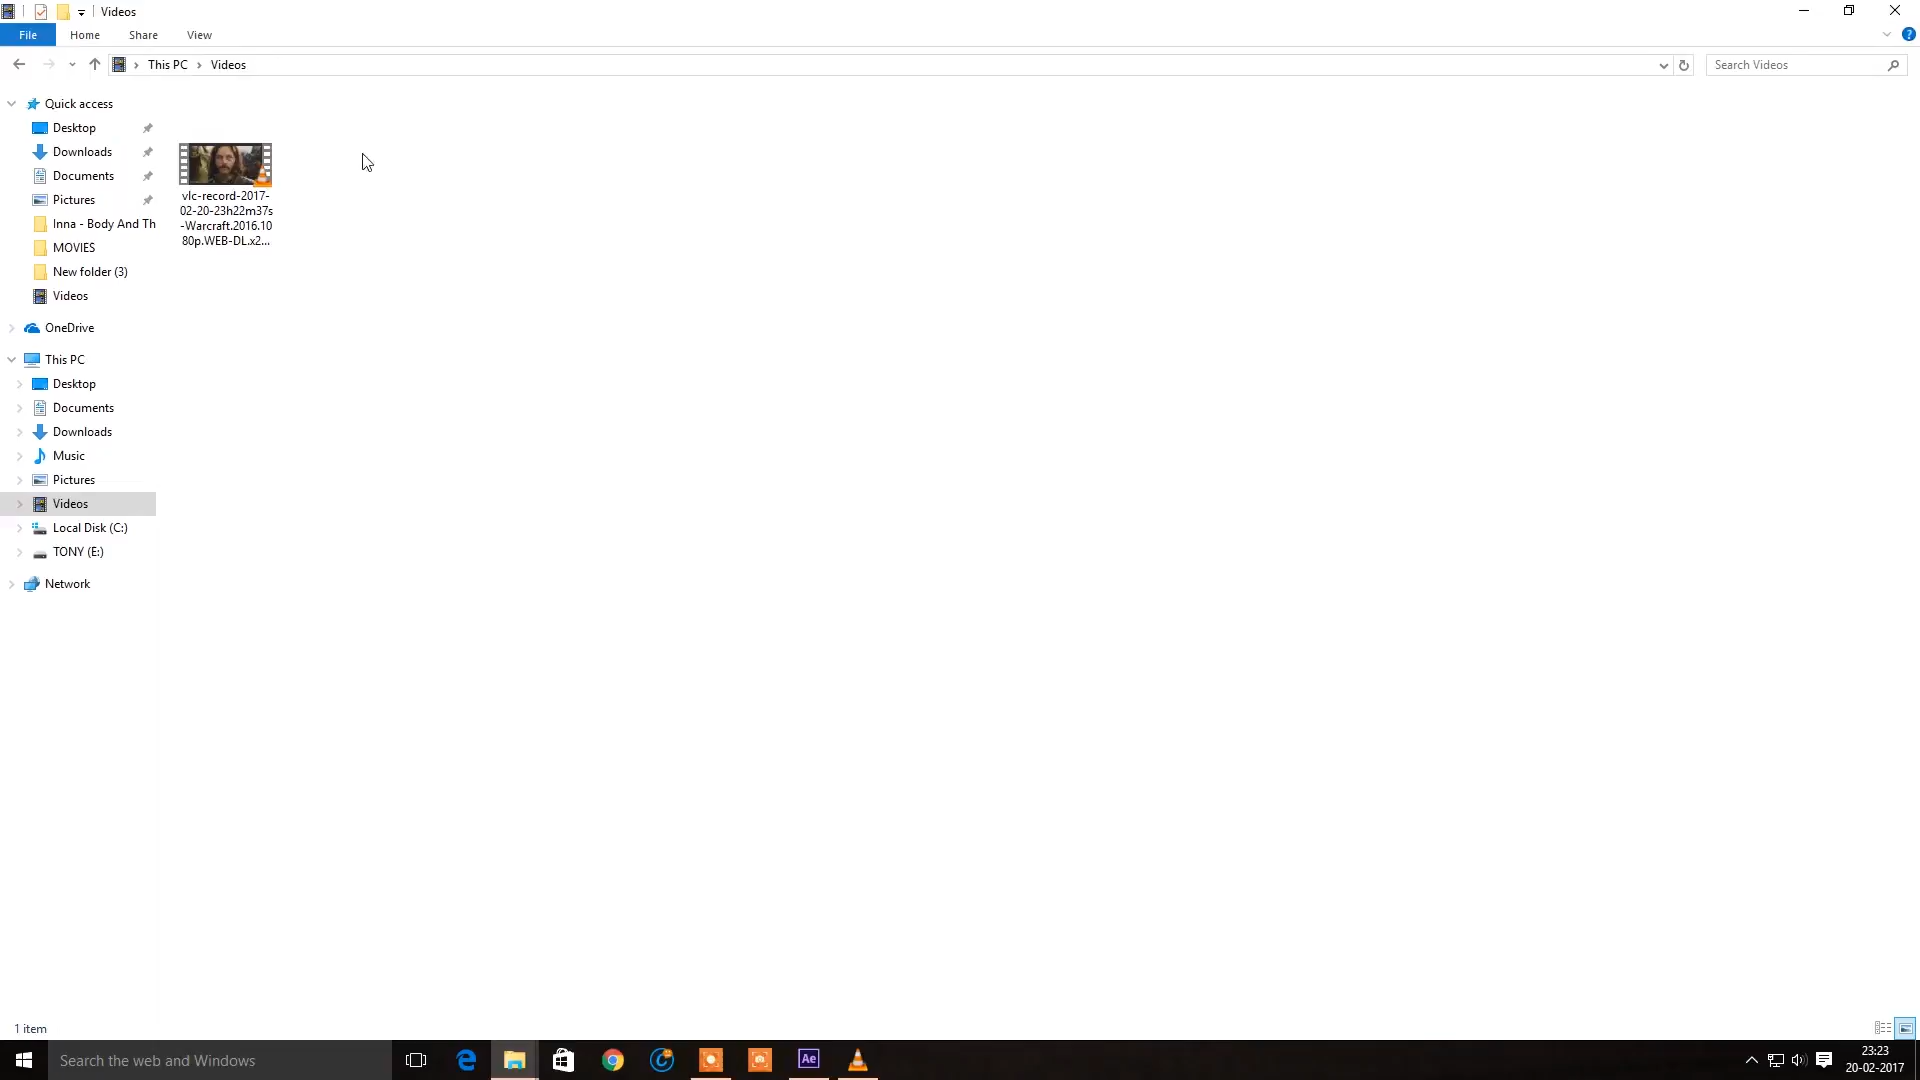 Videos
File Home Share View
This PC Videos
Search Videos
Quick access
Desktop
Downloads
Documents
Pictures
Inna - Body And Th
MOVIES
New folder (3)
Videos
OneDrive
This PC
Desktop
Documents
Downloads
Music
Pictures
Videos
Local Disk (C:)
TONY (E:)
Network
vlc-record-2017-
02-20-23h22m37s
-Warcraft.2016.10
80p.WEB-DL.x2...
1 item
Search the web and Windows
Ae
23:23
20-02-2017